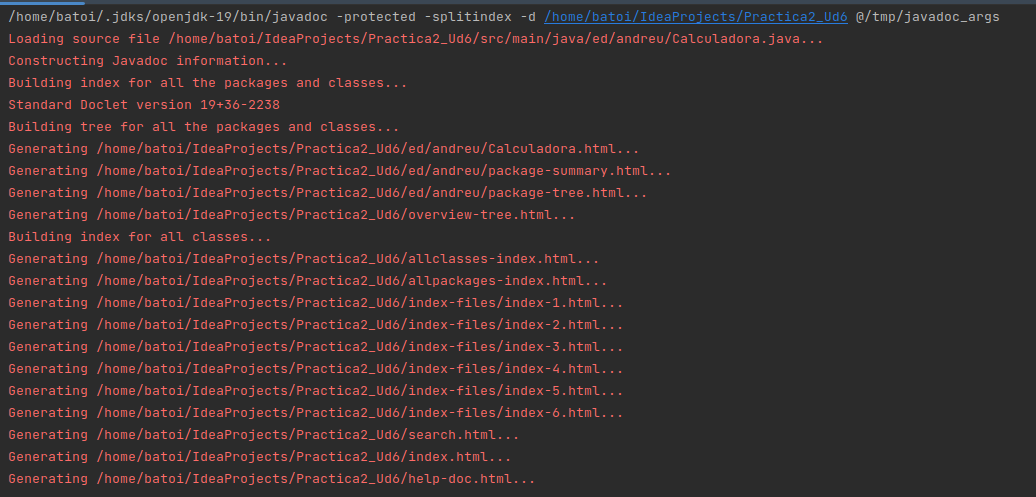 /home/batoi/.jdks/openjdk-19/bin/javadoc -protected -splitindex -d /home/batoi/IdeaProjects/Practica2_Ud6 @/tmp/javadoc_args
Loading source file /home/batoi/IdeaProjects/Practica2_Ud6/src/main/java/ed/andreu/Calculadora.java...
Constructing Javadoc information...
Building index for all the packages and classes...
Standard Doclet version 19+36-2238
Building tree for all the packages and classes...
Generating /home/batoi/IdeaProjects/Practica2_Ud6/ed/andreu/Calculadora.html...
Generating /home/batoi/IdeaProjects/Practica2_Ud6/ed/andreu/package-summary.html...
Generating /home/batoi/IdeaProjects/Practica2_Ud6/ed/andreu/package-tree.html...
Generating /home/batoi/IdeaProjects/Practica2_Ud6/overview-tree.html...
Building index for all classes...
Generating /home/batoi/IdeaProjects/Practica2_Ud6/allclasses-index.html...
Generating /home/batoi/IdeaProjects/Practica2_Ud6/allpackages-index.html...
Generating /home/batoi/IdeaProjects/Practica2_Ud6/index-files/index-1.html...
Generating /home/batoi/IdeaProjects/Practica2_Ud6/index-files/index-2.html...
Generating /home/batoi/IdeaProjects/Practica2_Ud6/index-files/index-3.html...
Generating /home/batoi/IdeaProjects/Practica2_Ud6/index-files/index-4.html...
Generating /home/batoi/IdeaProjects/Practica2_Ud6/index-files/index-5.html...
Generating /home/batoi/IdeaProjects/Practica2_Ud6/index-files/index-6.html...
Generating /home/batoi/IdeaProjects/Practica2_Ud6/search.html...
Generating /home/batoi/IdeaProjects/Practica2_Ud6/index.html...
Generating /home/batoi/IdeaProjects/Practica2_Ud6/help-doc.html...